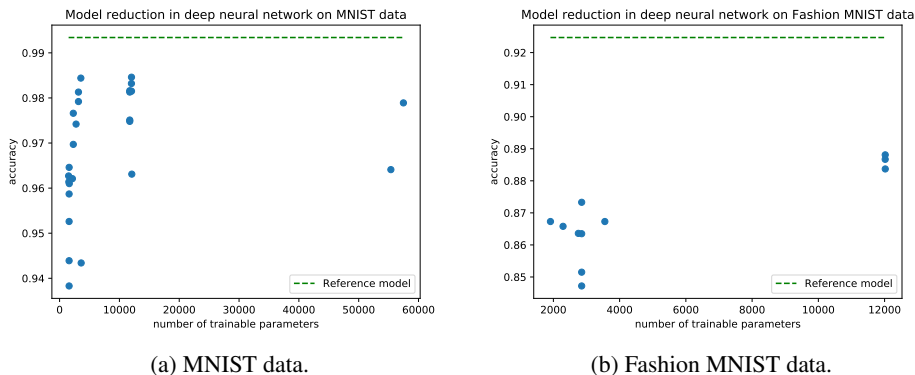 Model reduction in deep neural network on MNIST data
0.99
0.98
0.97
0.96
0.95
0.94
accuracy
Reference model
0 10000 20000 30000 40000 50000 60000
number of trainable parameters
(a) MNIST data.
Model reduction in deep neural network on Fashion MNIST data
0.92
0.91
0.90
0.89
0.88
0.87
0.86
0.85
accuracy
Reference model
2000 4000 6000 8000 10000 12000
number of trainable parameters
(b) Fashion MNIST data.